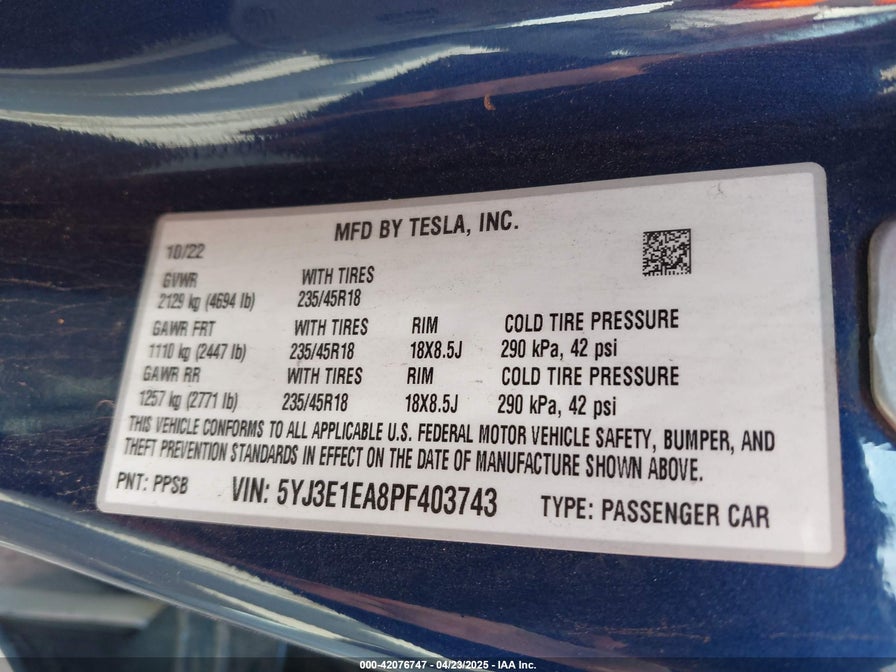 MFD BY TESLA, INC.
10/22
GVWR WITH TIRES
2129 kg (4694 lb) 235/45R18
GAWR FRT WITH TIRES RIM COLD TIRE PRESSURE
1110 kg (2447 lb) 235/45R18 18X8.5J 290 kPa, 42 psi
GAWR RR WITH TIRES RIM COLD TIRE PRESSURE
1257 kg (2771 lb) 235/45R18 18X8.5J 290 kPa, 42 psi
THIS VEHICLE CONFORMS TO ALL APPLICABLE U.S. FEDERAL MOTOR VEHICLE SAFETY, BUMPER, AND
THEFT PREVENTION STANDARDS IN EFFECT ON THE DATE OF MANUFACTURE SHOWN ABOVE.
PNT: PPSB VIN: 5YJ3E1EA8PF403743 TYPE: PASSENGER CAR
000-42076747 - 04/23/2025 - IAA Inc.